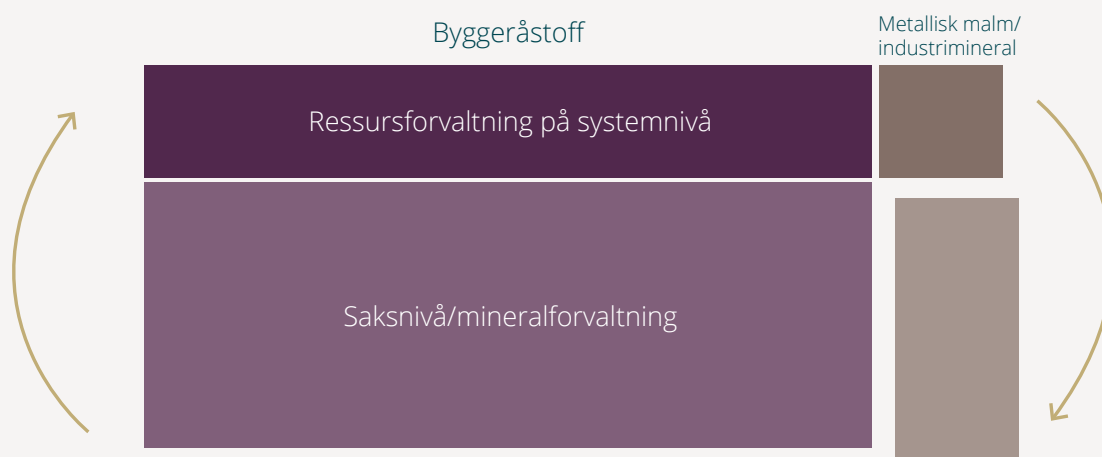 Byggeråstoff
Metallisk malm/
industrimineral
Ressursforvaltning på systemnivå
Saksnivå/mineralforvaltning